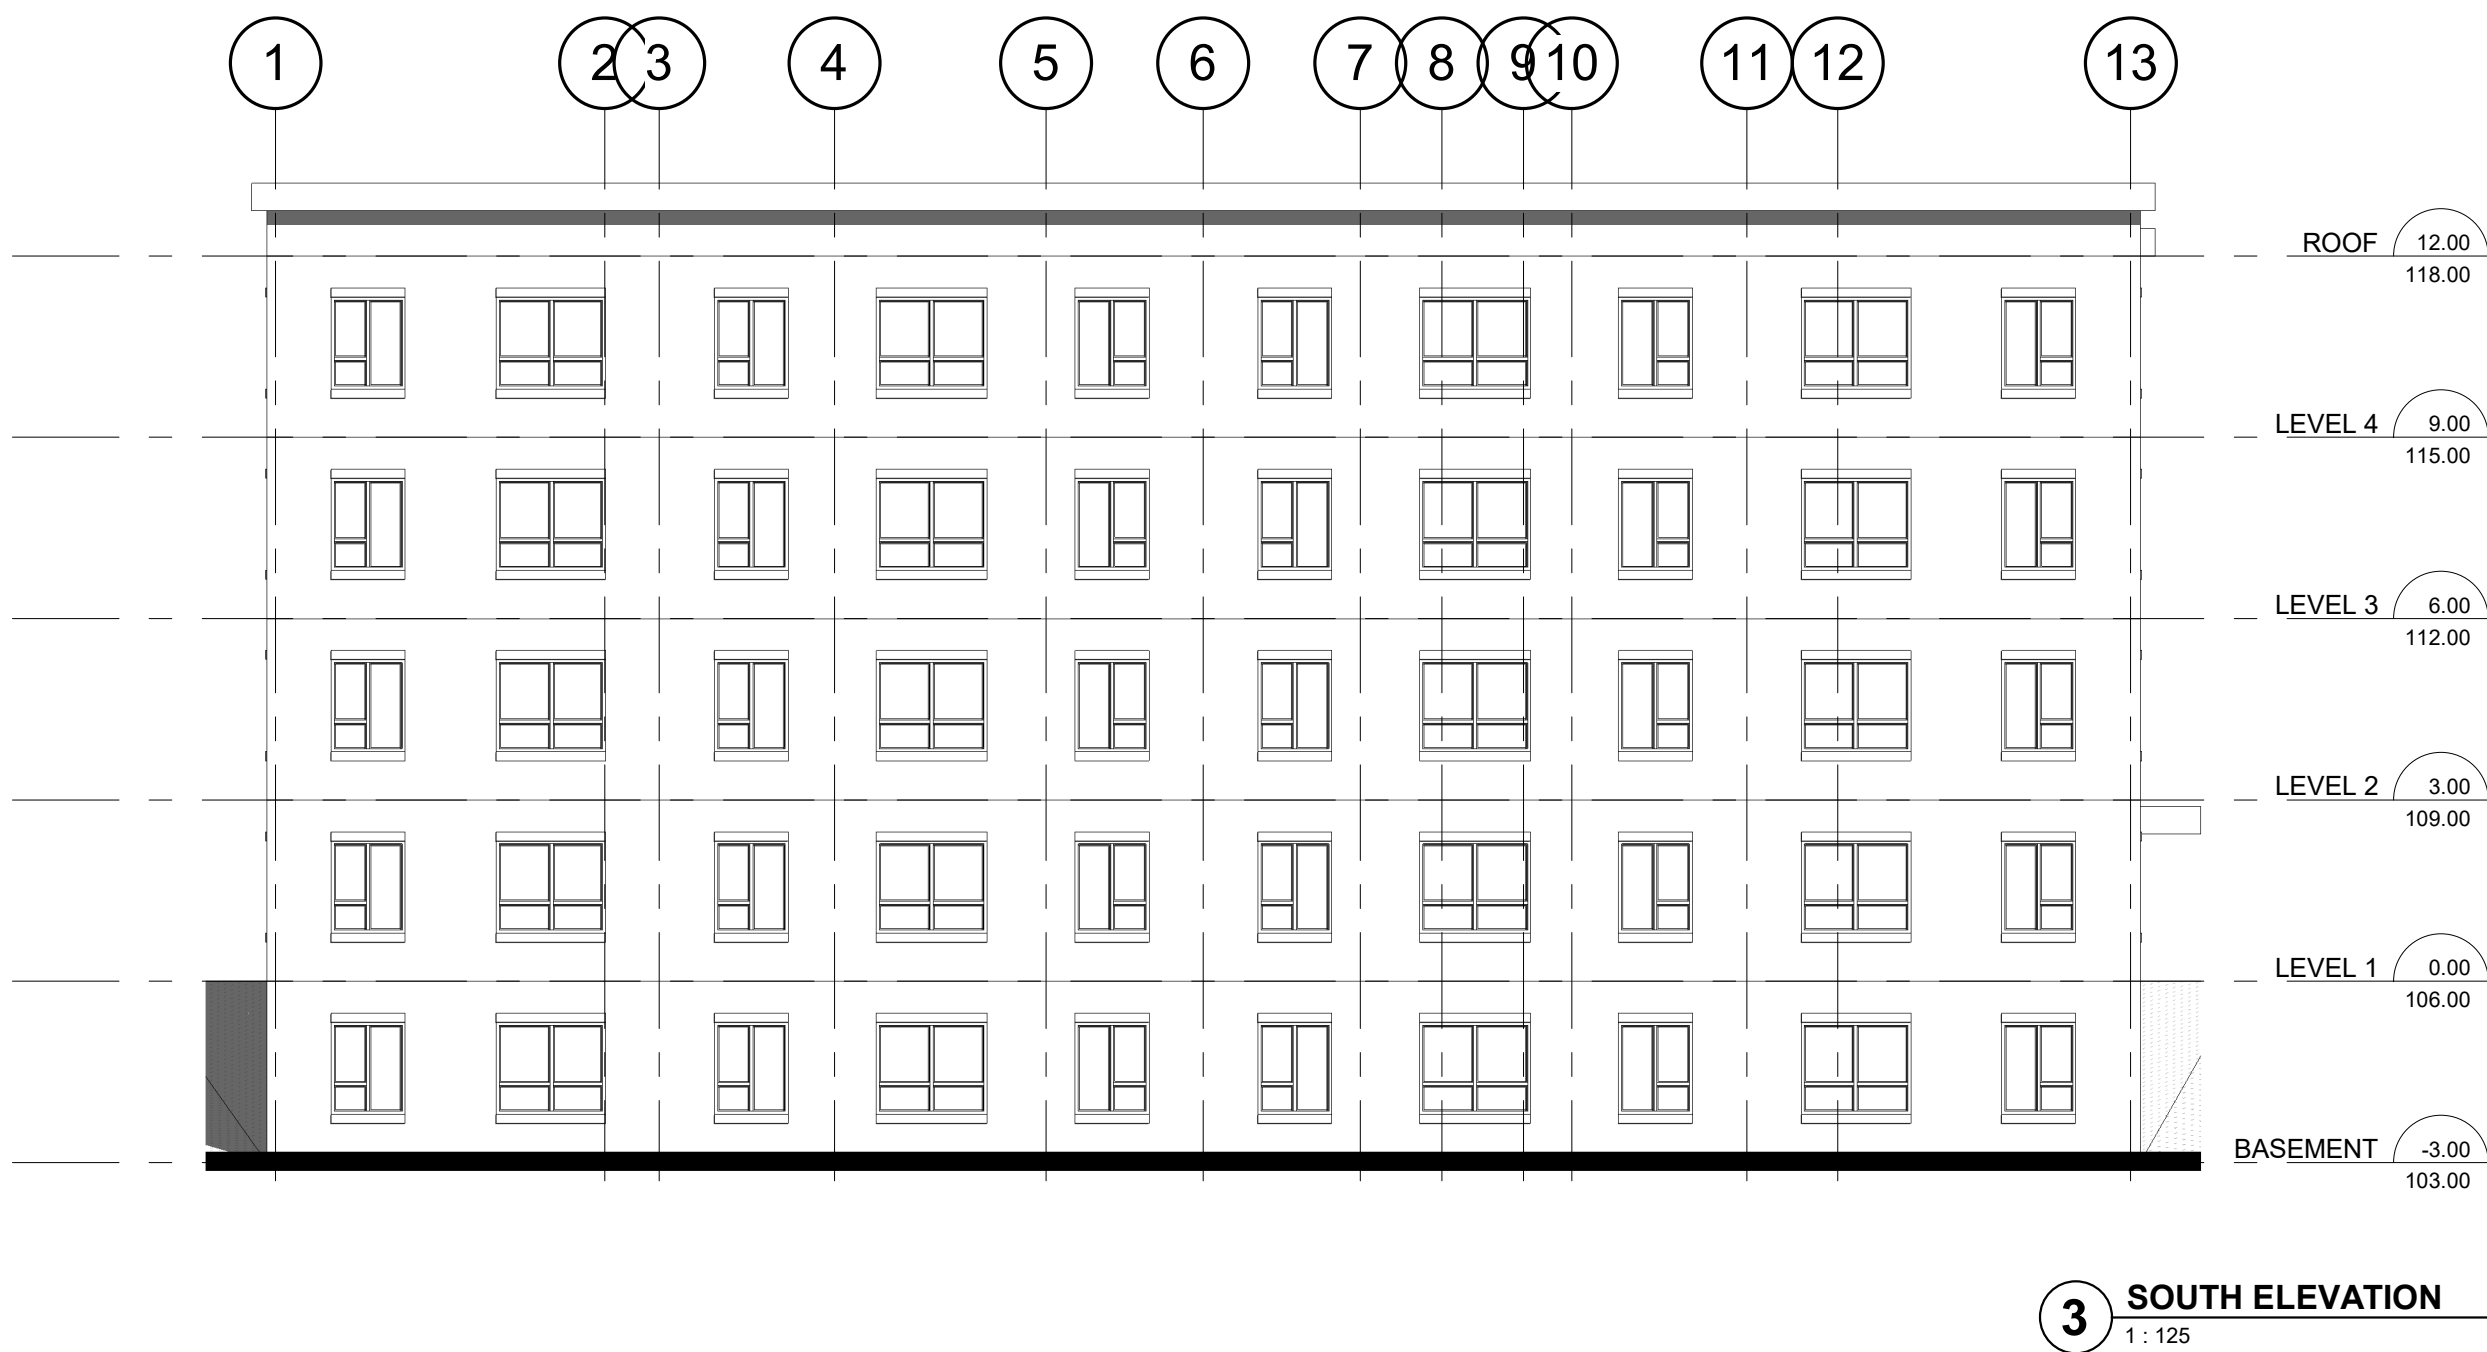 1 2 3 4 5 6 7 8 9 10 11 12 13
ROOF 12.00
118.00
LEVEL 4 9.00
115.00
LEVEL 3 6.00
112.00
LEVEL 2 3.00
109.00
LEVEL 1 0.00
106.00
BASEMENT -3.00
103.00
3 SOUTH ELEVATION
1 : 125